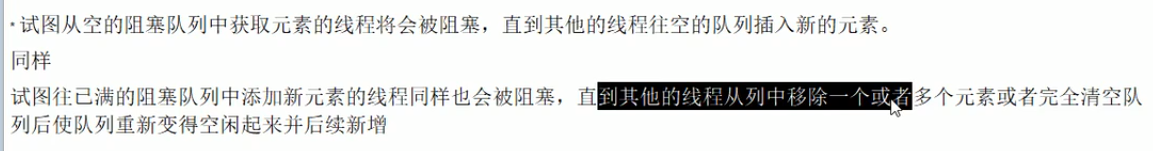 ·试图从空的阻塞队列中获取元素的线程将会被阻塞，直到其他的线程往空的队列插入新的元素。
同样
试图往已满的阻塞队列中添加新元素的线程同样也会被阻塞，直到其他的线程从列中移除一个或者多个元素或者完全清空队
列后使队列重新变得空闲起来并后续新增